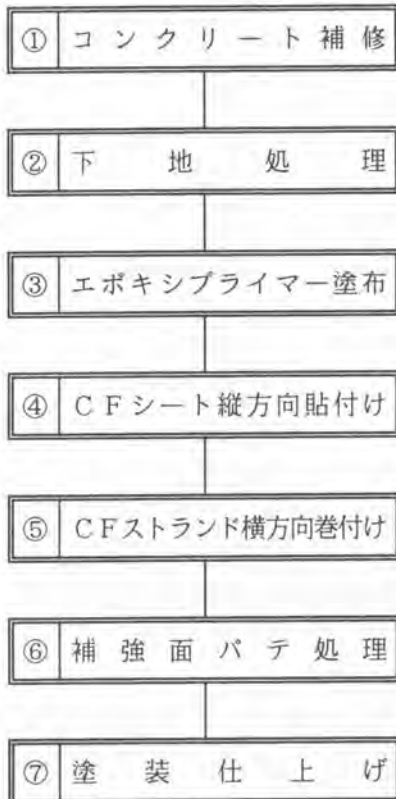 ① コンクリート補修
② 下地処理
③ エポキシプライマー塗布
④ CFシート縦方向貼付け
⑤ CFストランド横方向巻付け
⑥ 補強面パテ処理
⑦ 塗装仕上げ